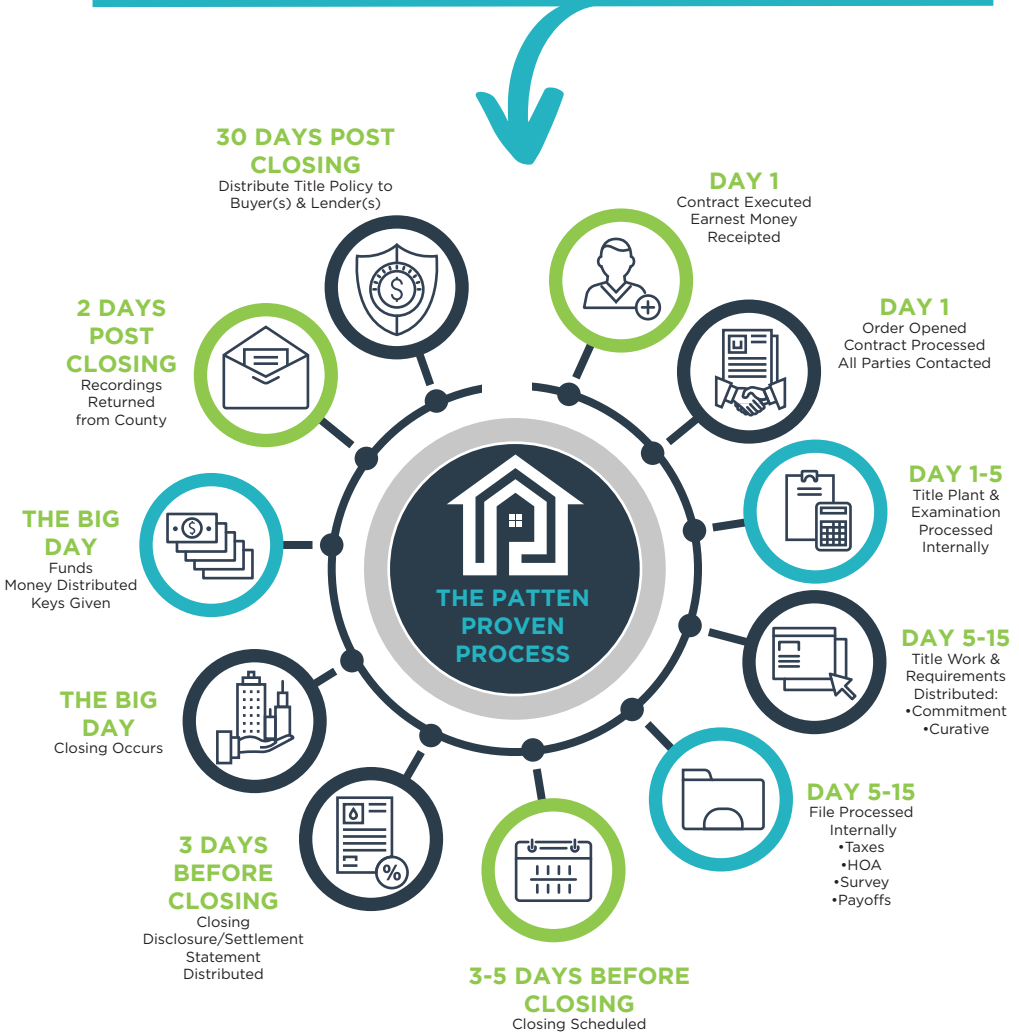 DAY 1
Contract Executed
Earnest Money
Receipted
DAY 1
Order Opened
Contract Processed
All Parties Contacted
DAY 1-5
Title Plant &
Examination
Processed
Internally
DAY 5-15
Title Work &
Requirements
Distributed:
•Commitment
•Curative
DAY 5-15
File Processed
Internally
•Taxes
•HOA
•Survey
•Payoffs
3-5 DAYS BEFORE
CLOSING
Closing Scheduled
3 DAYS
BEFORE
CLOSING
Closing
Disclosure/Settlement
Statement
Distributed
%
THE BIG
DAY
Closing Occurs
THE BIG
DAY
Funds
Money Distributed
Keys Given
$
2 DAYS
POST
CLOSING
Recordings
Returned
from County
30 DAYS POST
CLOSING
Distribute Title Policy to
Buyer(s) & Lender(s)
$
THE PATTEN
PROVEN
PROCESS